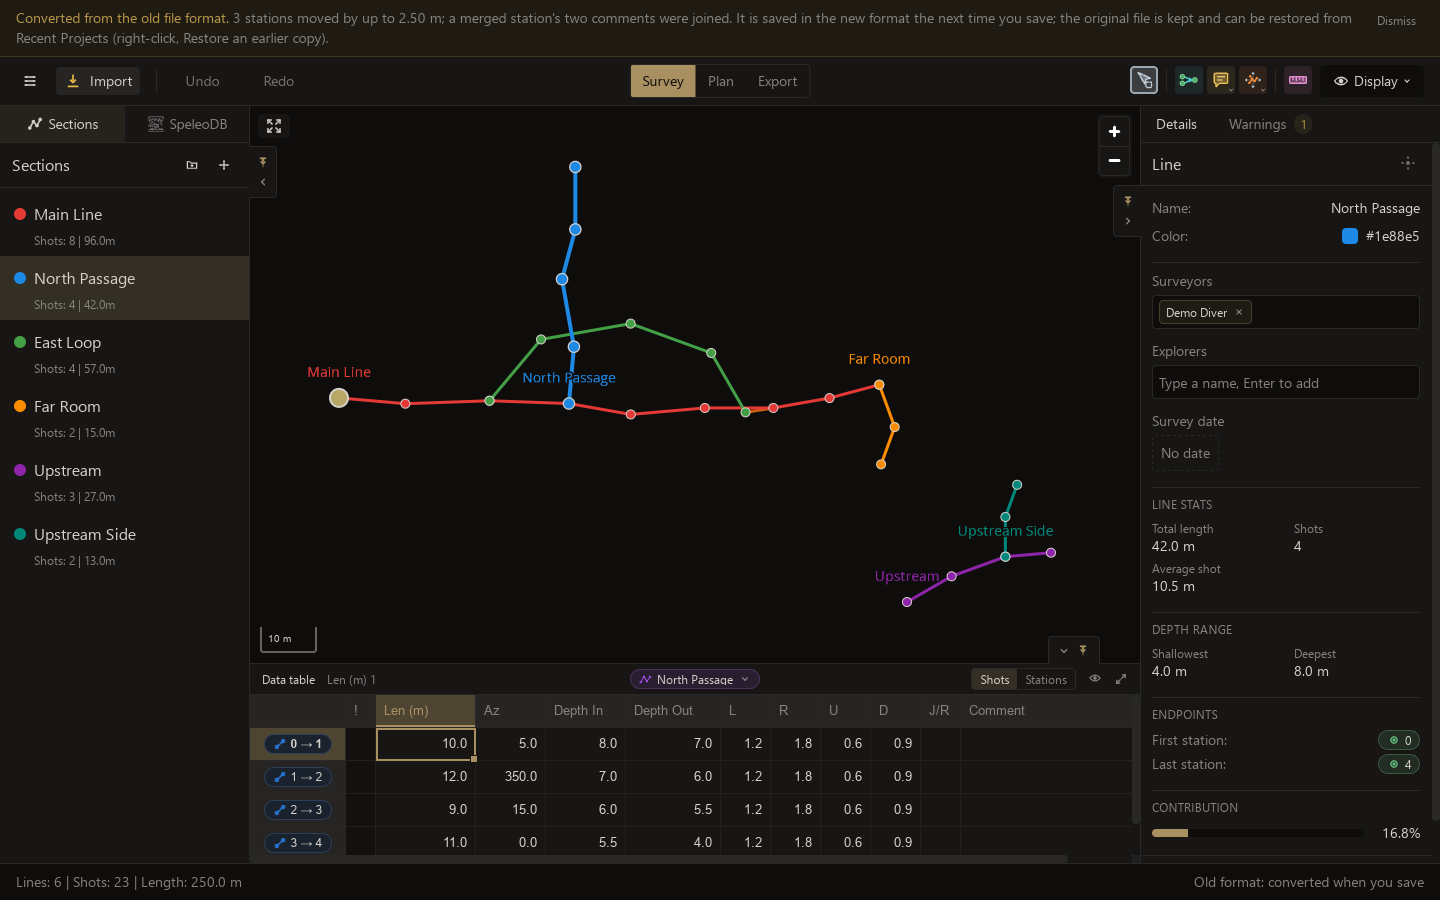 Converted from the old file format. 3 stations moved by up to 2.50 m; a merged station's two comments were joined. It is saved in the new format the next time you save; the original file is kept and can be restored from
Recent Projects (right-click, Restore an earlier copy).
Dismiss
Import
Undo
Redo
Survey
Plan
Export
Display
Sections
SpeleoDB
Sections
Main Line
Shots: 8 | 96.0m
North Passage
Shots: 4 | 42.0m
East Loop
Shots: 4 | 57.0m
Far Room
Shots: 2 | 15.0m
Upstream
Shots: 3 | 27.0m
Upstream Side
Shots: 2 | 13.0m
Main Line
North Passage
Far Room
Upstream Side
Upstream
10 m
Data table
Len (m) 1
North Passage
Shots
Stations
! Len (m) Az Depth In Depth Out L R U D J/R Comment
0 → 1 10.0 5.0 8.0 7.0 1.2 1.8 0.6 0.9
1 → 2 12.0 350.0 7.0 6.0 1.2 1.8 0.6 0.9
2 → 3 9.0 15.0 6.0 5.5 1.2 1.8 0.6 0.9
3 → 4 11.0 0.0 5.5 4.0 1.2 1.8 0.6 0.9
Details
Warnings 1
Line
Name: North Passage
Color: #1e88e5
Surveyors
Demo Diver ×
Explorers
Type a name, Enter to add
Survey date
No date
LINE STATS
Total length Shots
42.0 m 4
Average shot
10.5 m
DEPTH RANGE
Shallowest Deepest
4.0 m 8.0 m
ENDPOINTS
First station: 0
Last station: 4
CONTRIBUTION
16.8%
Lines: 6 | Shots: 23 | Length: 250.0 m
Old format: converted when you save